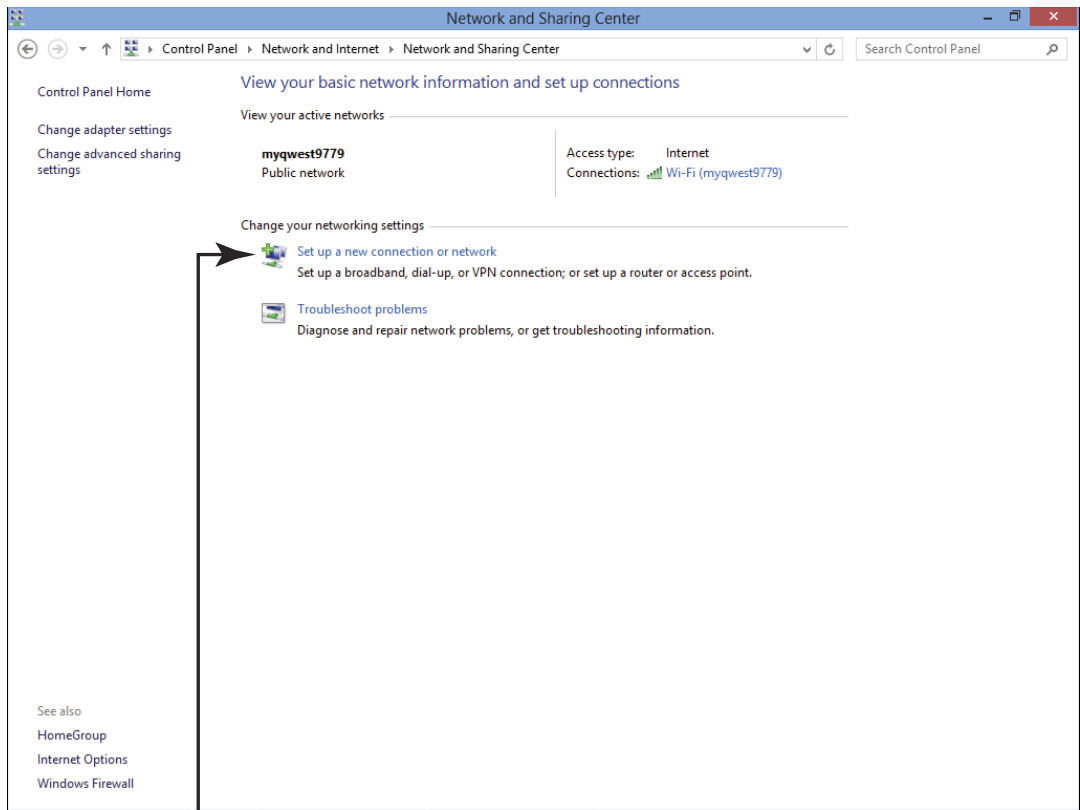 Network and Sharing Center
Control Panel Network and Internet Network and Sharing Center
Search Control Panel
Control Panel Home
Change adapter settings
Change advanced sharing
settings
View your basic network information and set up connections
View your active networks
myqwest9779
Public network
Access type: Internet
Connections: Wi-Fi (myqwest9779)
Change your networking settings
Set up a new connection or network
Set up a broadband, dial-up, or VPN connection; or set up a router or access point.
Troubleshoot problems
Diagnose and repair network problems, or get troubleshooting information.
See also
HomeGroup
Internet Options
Windows Firewall